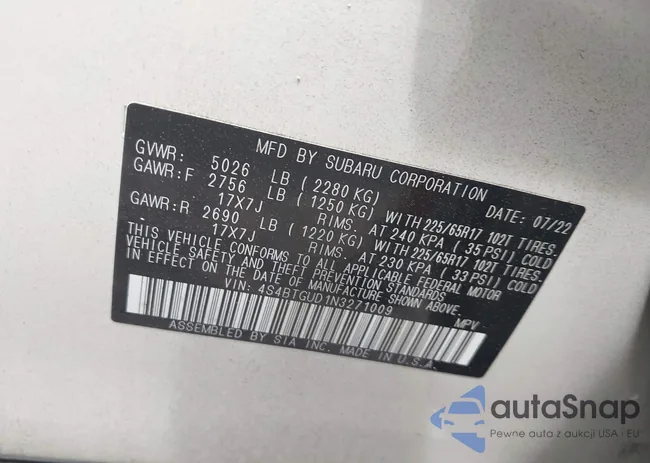 MFD BY SUBARU CORPORATION DATE: 07/22
GVWR: 5026 LB (2280 KG)
GAWR:F 2756 LB (1250 KG) WITH 225/65R17 102T TIRES.
17X7J RIMS. AT 240 KPA (35 PSI) COLD.
GAWR:R 2690 LB (1220 KG) WITH 225/65R17 102T TIRES.
17X7J RIMS. AT 230 KPA (33 PSI) COLD.
THIS VEHICLE CONFORMS TO ALL APPLICABLE FEDERAL MOTOR
VEHICLE SAFETY AND THEFT PREVENTION STANDARDS
IN EFFECT ON THE DATE OF MANUFACTURE SHOWN ABOVE.
VIN: 4S4BTGUD1N3271009 MPV
ASSEMBLED BY SIA INC. MADE IN U.S.A.
autaSnap
Pewne auta z aukcji USA i EU